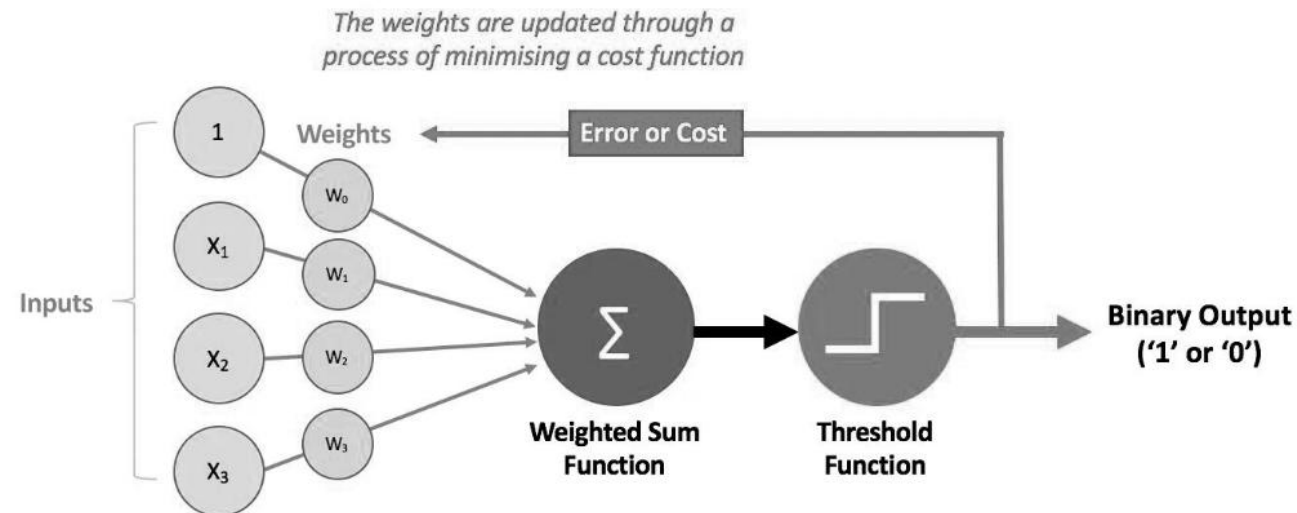 The weights are updated through a
process of minimising a cost function
1
Weights
Error or Cost
W₀
X₁
W₁
Inputs
Σ
Binary Output
('1' or '0')
X₂
W₂
Weighted Sum
Function
Threshold
Function
W₃
X₃